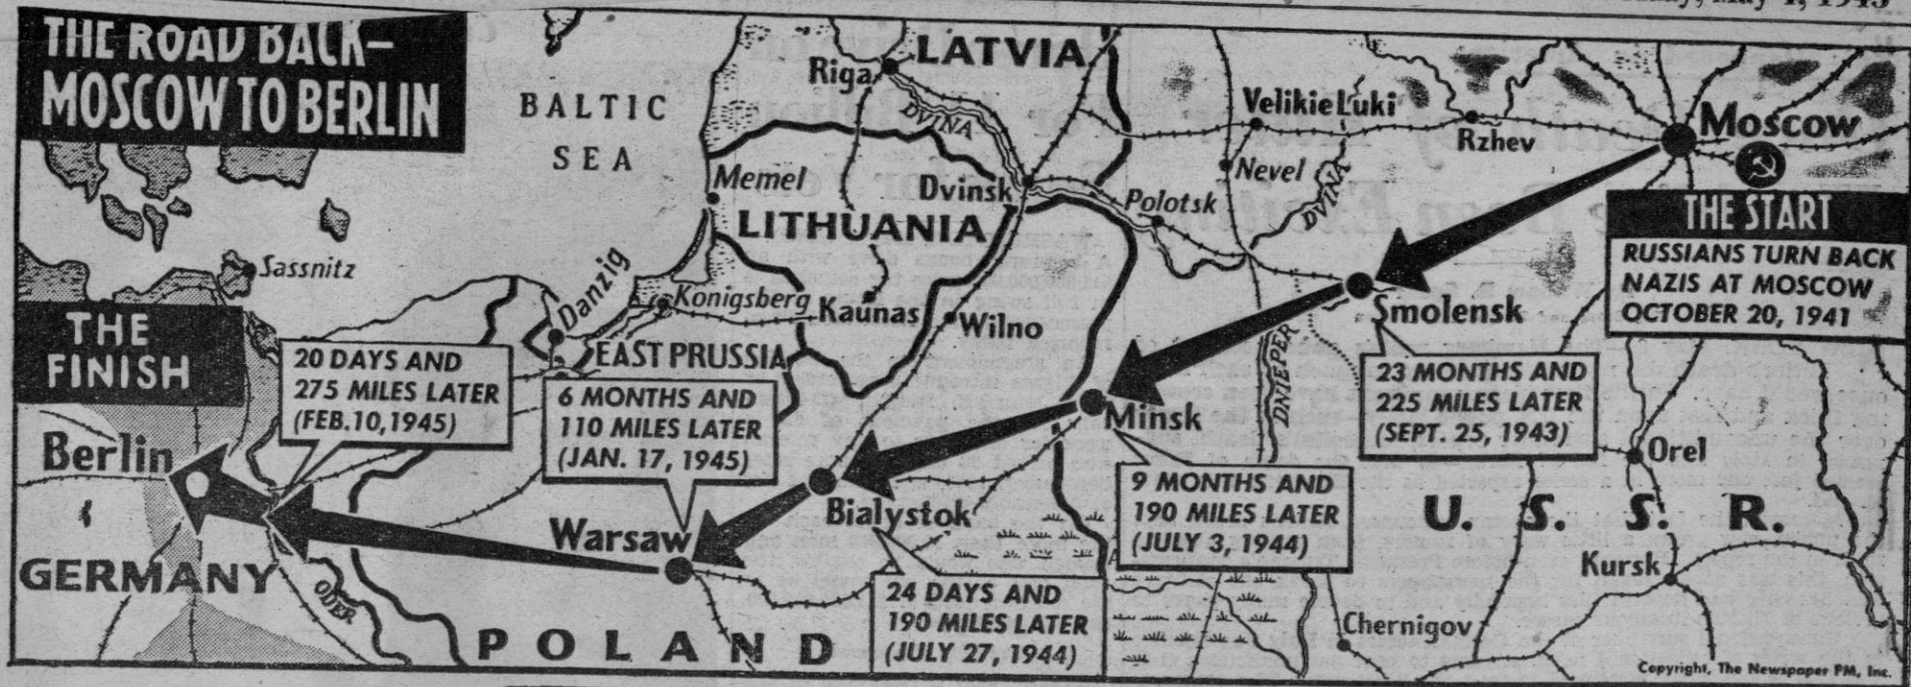 May 4, 1945
THE ROAD BACK—
MOSCOW TO BERLIN
BALTIC
SEA
LATVIA
Riga
DVINA
Velikie Luki
Rzhev
Moscow
Memel
Dvinsk
Nevel
Polotsk
DVINA
LITHUANIA
THE START
RUSSIANS TURN BACK
NAZIS AT MOSCOW
OCTOBER 20, 1941
Sassnitz
Danzig
Konigsberg
Kaunas
Wilno
Smolensk
THE
FINISH
EAST PRUSSIA
DNIEPER
20 DAYS AND
275 MILES LATER
(FEB. 10, 1945)
6 MONTHS AND
110 MILES LATER
(JAN. 17, 1945)
23 MONTHS AND
225 MILES LATER
(SEPT. 25, 1943)
Minsk
Berlin
Orel
9 MONTHS AND
190 MILES LATER
(JULY 3, 1944)
Bialystok
U. S. S. R.
Warsaw
GERMANY
ODER
Kursk
24 DAYS AND
190 MILES LATER
(JULY 27, 1944)
Chernigov
POLAND
Copyright, The Newspaper PM, Inc.